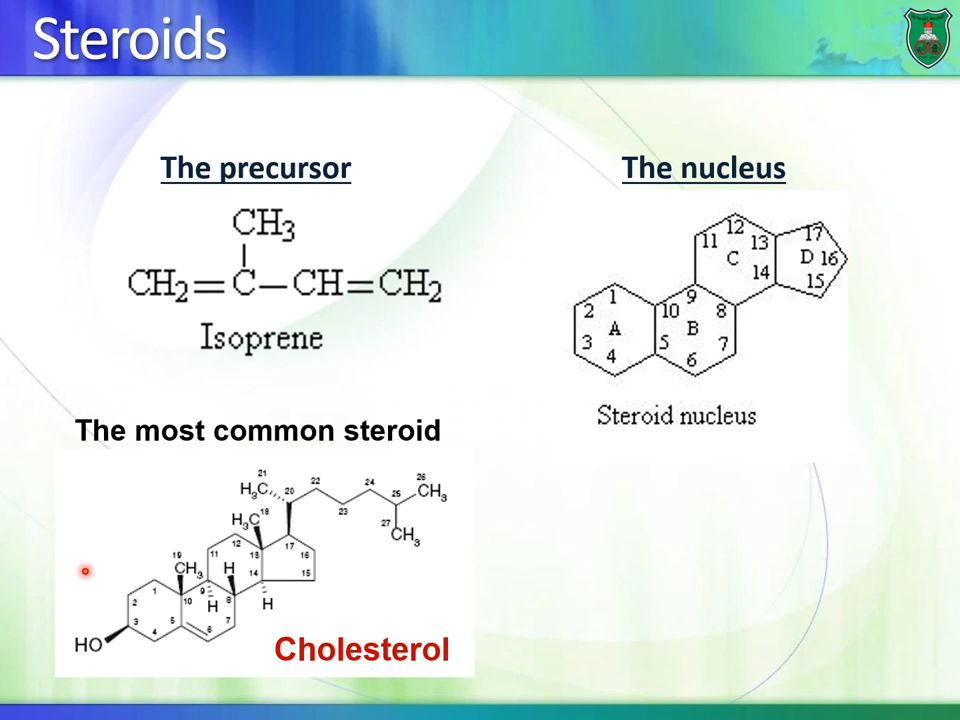 Steroids
The precursor
CH3
CH2=C—CH=CH2
Isoprene
The nucleus
12
17
11
13
C
D
16
14
15
1
9
2
10
8
A
B
3
5
7
4
6
Steroid nucleus
The most common steroid
21
22
24
26
H3C
20
CH3
25
18
23
27
H3C
CH3
12
17
11
13
16
19
CH3
H
14
15
1
9
2
10
8
H
H
3
5
7
4
6
HO
Cholesterol